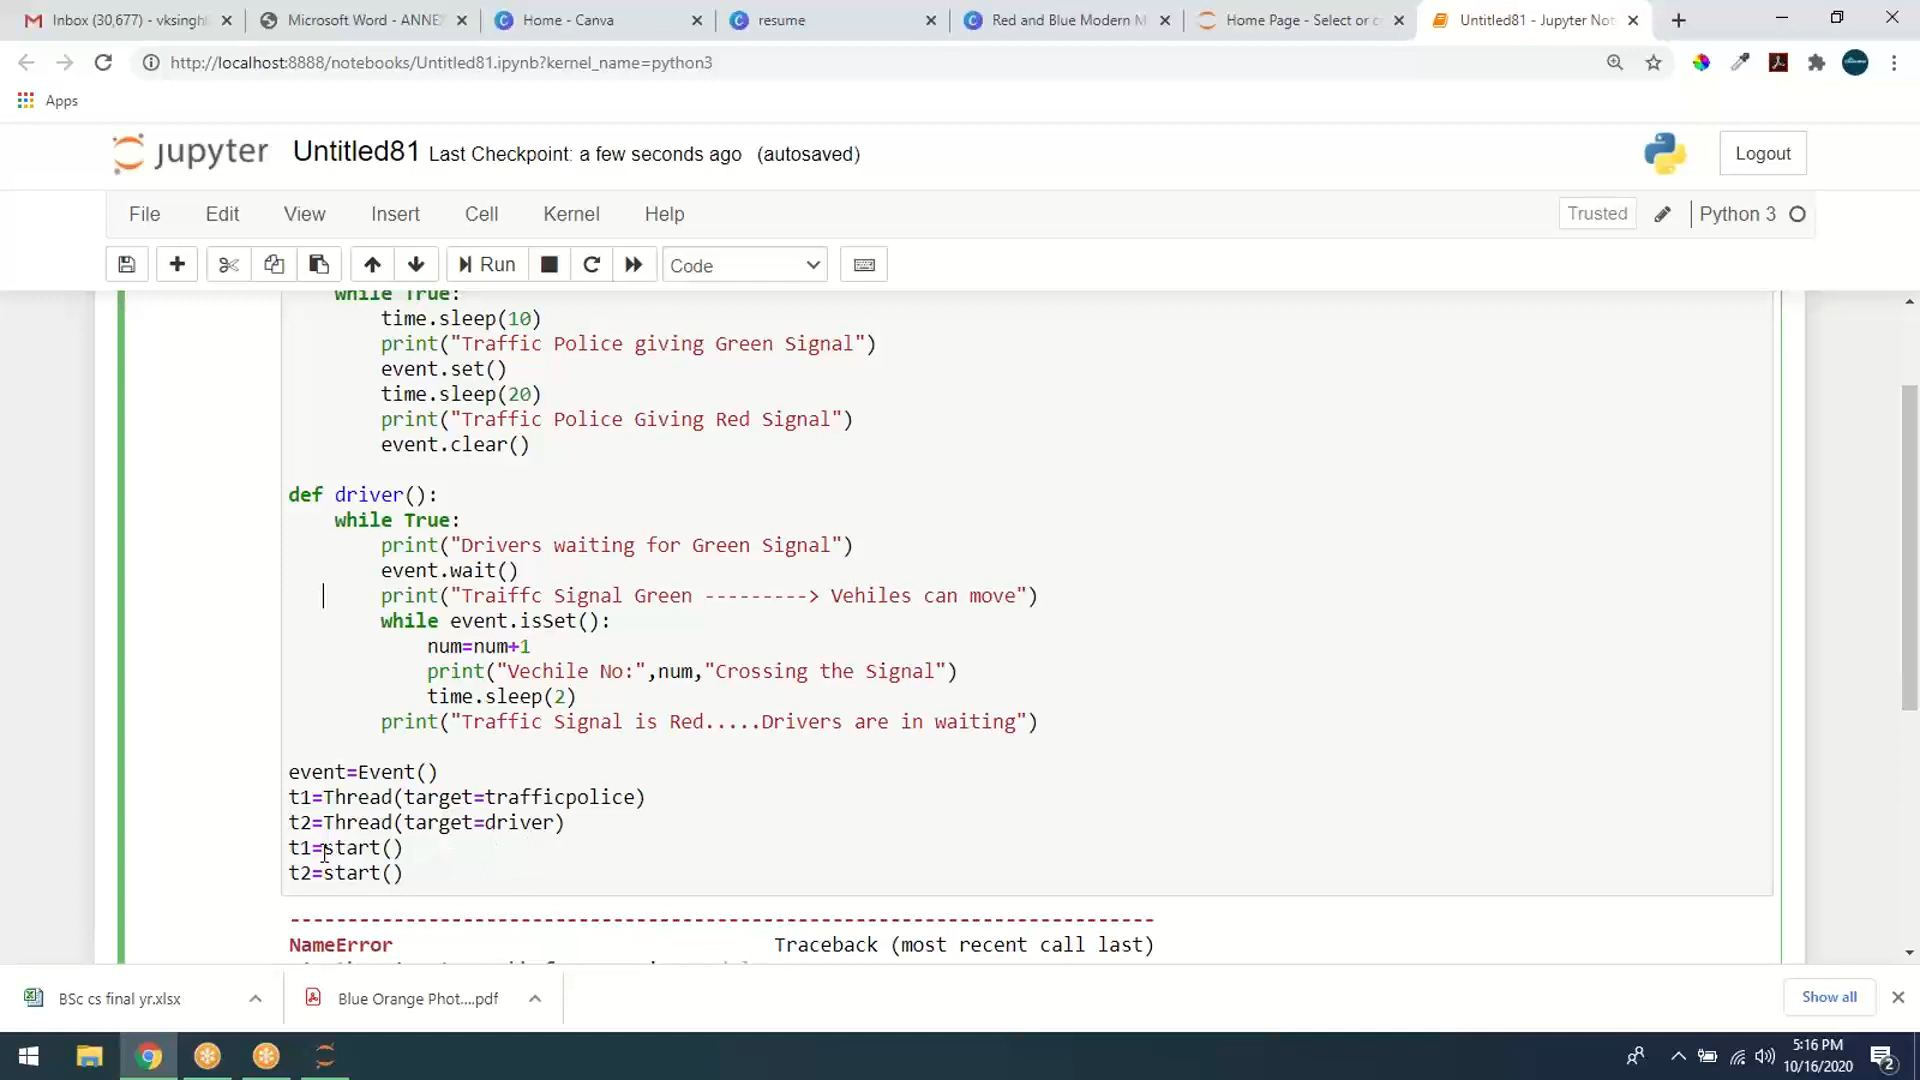 Inbox (30,677) - vksingh
Microsoft Word - ANNE
Home - Canva
resume
Red and Blue Modern
Home Page - Select or c
Untitled81 - Jupyter Not
http://localhost:8888/notebooks/Untitled81.ipynb?kernel_name=python3
Apps
jupyter Untitled81 Last Checkpoint: a few seconds ago (autosaved)
Logout
File Edit View Insert Cell Kernel Help
Trusted Python 3
Run Code
while True:
time.sleep(10)
print("Traffic Police giving Green Signal")
event.set()
time.sleep(20)
print("Traffic Police Giving Red Signal")
event.clear()
def driver():
while True:
print("Drivers waiting for Green Signal")
event.wait()
print("Traiffc Signal Green ---------> Vehiles can move")
while event.isSet():
num=num+1
print("Vechile No:",num,"Crossing the Signal")
time.sleep(2)
print("Traffic Signal is Red.....Drivers are in waiting")
event=Event()
t1=Thread(target=trafficpolice)
t2=Thread(target=driver)
t1=start()
t2=start()
---------------------------------------------------------------------------
NameError Traceback (most recent call last)
BSc cs final yr.xlsx
Blue Orange Phot....pdf
Show all
5:16 PM
10/16/2020
2